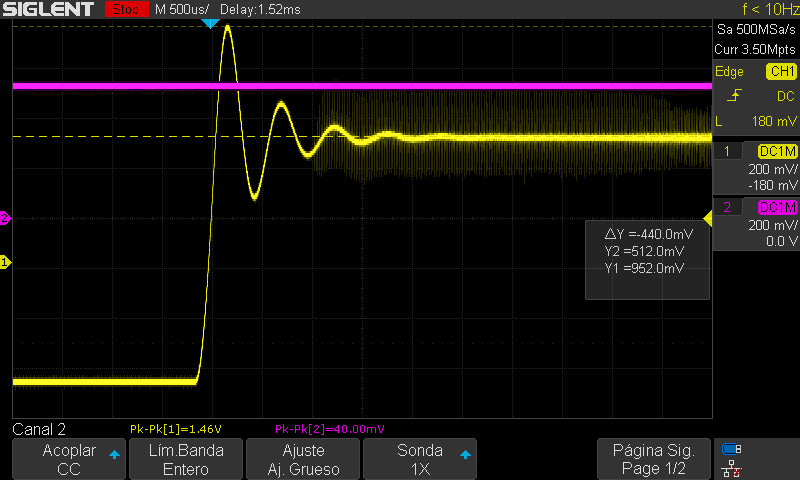 SIGLENT Stop M 500us/ Delay:1.52ms f < 10Hz
Sa 500MSa/s
Curr 3.50Mpts
Edge CH1
DC
L 180 mV
1 DC1M
200 mV/
-180 mV
2 DC1M
200 mV/
0.0 V
2
1
△Y =-440.0mV
Y2 =512.0mV
Y1 =952.0mV
Canal 2 Pk-Pk[1]=1.46V Pk-Pk[2]=40.00mV
Acoplar
CC
Lím.Banda
Entero
Ajuste
Aj. Grueso
Sonda
1X
Página Sig.
Page 1/2